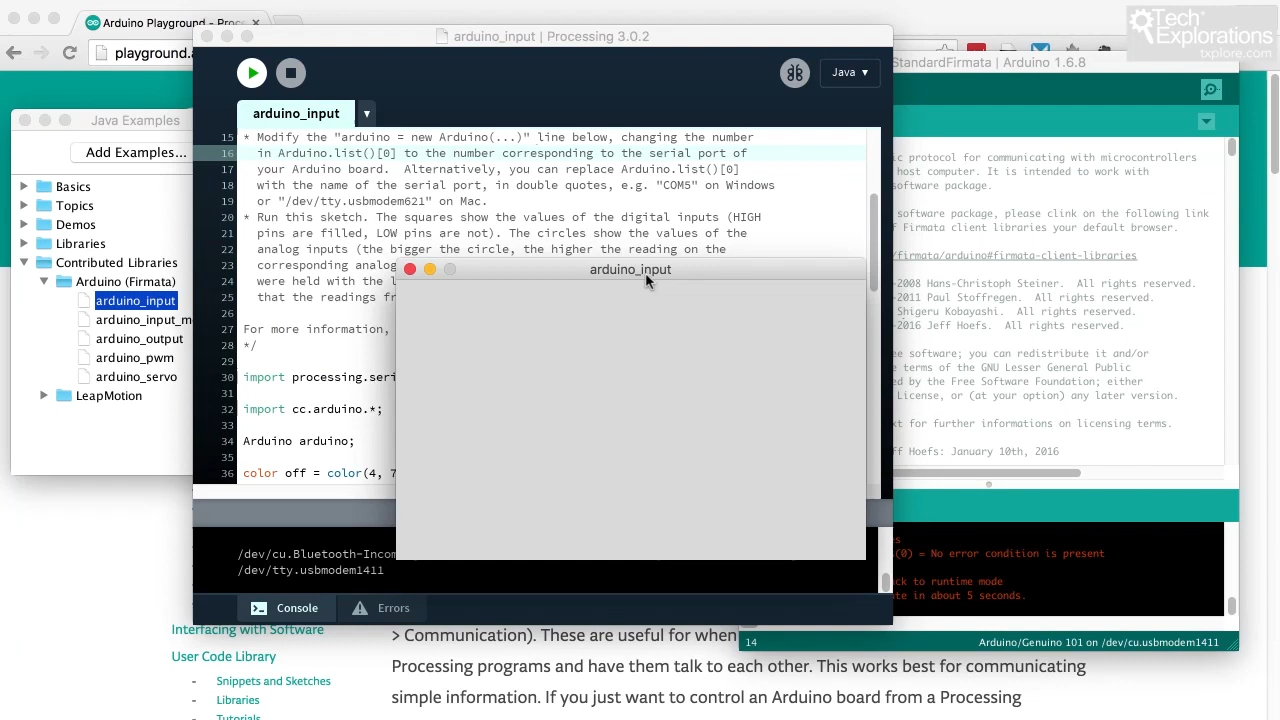 Arduino Playground - Proc
playground.a
Tech
Explorations
txplore.com
arduino_input | Processing 3.0.2
StandardFirmata | Arduino 1.6.8
Java
arduino_input
Java Examples
Add Examples...
Basics
Topics
Demos
Libraries
Contributed Libraries
Arduino (Firmata)
arduino_input
arduino_input_m
arduino_output
arduino_pwm
arduino_servo
LeapMotion
15 * Modify the "arduino = new Arduino(...)" line below, changing the number
16 in Arduino.list()[0] to the number corresponding to the serial port of
17 your Arduino board. Alternatively, you can replace Arduino.list()[0]
18 with the name of the serial port, in double quotes, e.g. "COM5" on Windows
19 or "/dev/tty.usbmodem621" on Mac.
20 * Run this sketch. The squares show the values of the digital inputs (HIGH
21 pins are filled, LOW pins are not). The circles show the values of the
22 analog inputs (the bigger the circle, the higher the reading on the
23 corresponding analog
24 were held with the l
25 that the readings fr
26
27 For more information,
28 */
29
30 import processing.seri
31
32 import cc.arduino.*;
33
34 Arduino arduino;
35
36 color off = color(4, 7
arduino_input
/dev/cu.Bluetooth-Incom
/dev/tty.usbmodem1411
Console
Errors
ic protocol for communicating with microcontrollers
host computer. It is intended to work with
software package.
software package, please clink on the following link
f Firmata client libraries your default browser.
/firmata/arduino#firmata-client-libraries
-2008 Hans-Christoph Steiner. All rights reserved.
-2011 Paul Stoffregen. All rights reserved.
Shigeru Kobayashi. All rights reserved.
-2016 Jeff Hoefs. All rights reserved.
ee software; you can redistribute it and/or
e terms of the GNU Lesser General Public
ed by the Free Software Foundation; either
License, or (at your option) any later version.
xt for further informations on licensing terms.
eff Hoefs: January 10th, 2016
es
(0) = No error condition is present
ck to runtime mode
te in about 5 seconds.
14
Arduino/Genuino 101 on /dev/cu.usbmodem1411
Interfacing with Software
User Code Library
- Snippets and Sketches
- Libraries
- Tutorials
> Communication). These are useful for when
Processing programs and have them talk to each other. This works best for communicating
simple information. If you just want to control an Arduino board from a Processing